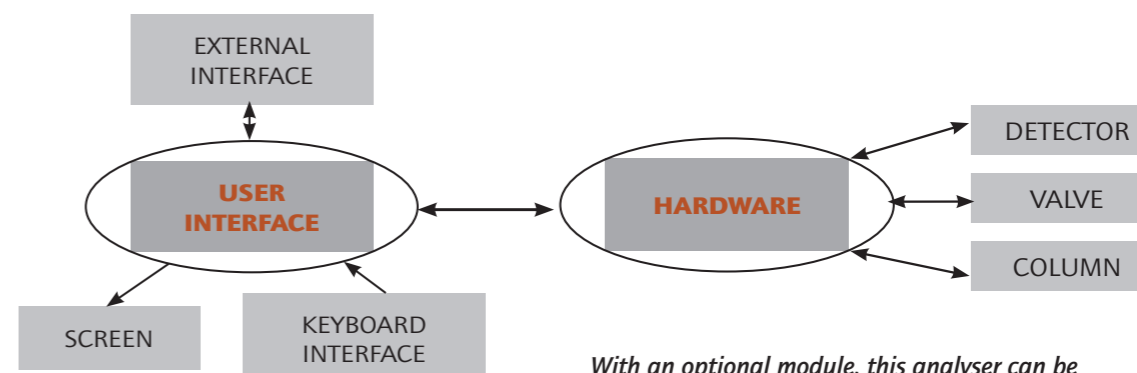 EXTERNAL
INTERFACE
USER
INTERFACE
SCREEN
KEYBOARD
INTERFACE
HARDWARE
DETECTOR
VALVE
COLUMN
With an optional module, this analyser can be